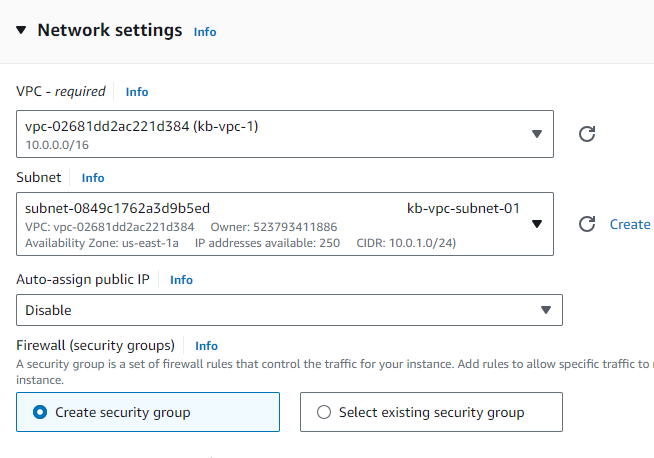 Network settings Info
VPC - required Info
vpc-02681dd2ac221d384 (kb-vpc-1)
10.0.0.0/16
Subnet Info
subnet-0849c1762a3d9b5ed kb-vpc-subnet-01
VPC: vpc-02681dd2ac221d384 Owner: 523793411886
Availability Zone: us-east-1a IP addresses available: 250 CIDR: 10.0.1.0/24)
Create
Auto-assign public IP Info
Disable
Firewall (security groups) Info
A security group is a set of firewall rules that control the traffic for your instance. Add rules to allow specific traffic to
instance.
Create security group
Select existing security group